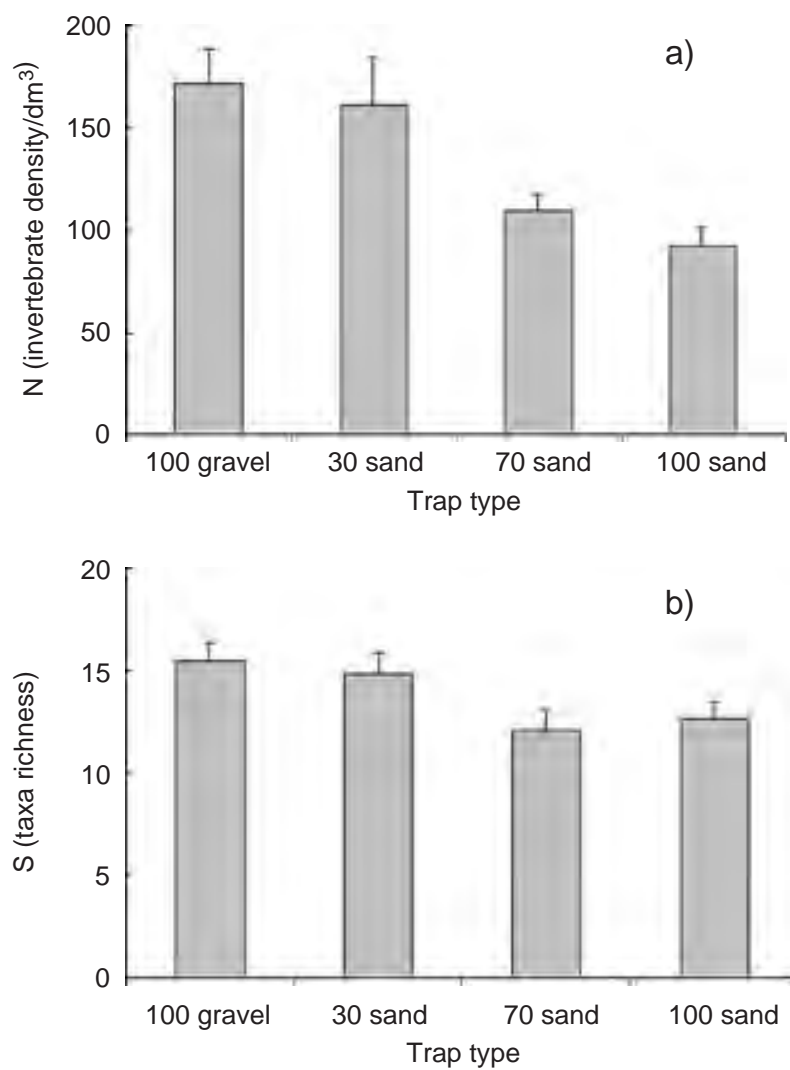 a)
N (invertebrate density/dm³)
200
150
100
50
0
100 gravel 30 sand 70 sand 100 sand
Trap type
b)
S (taxa richness)
20
15
10
5
0
100 gravel 30 sand 70 sand 100 sand
Trap type